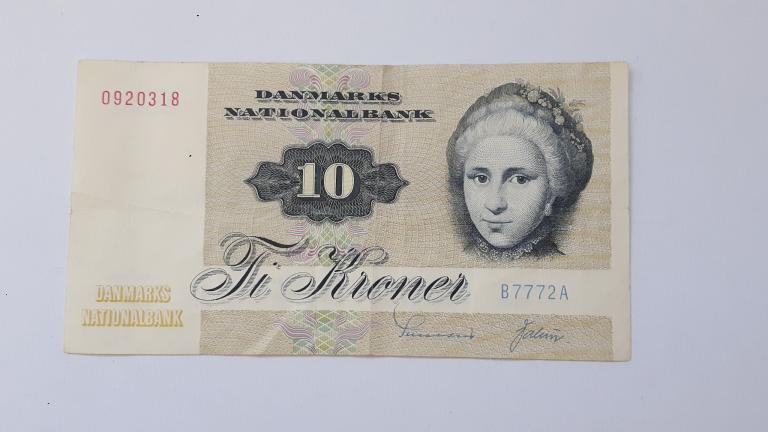 0920318
DANMARKS
NATIONALBANK
10
Ti Kroner
B7772A
DANMARKS
NATIONALBANK